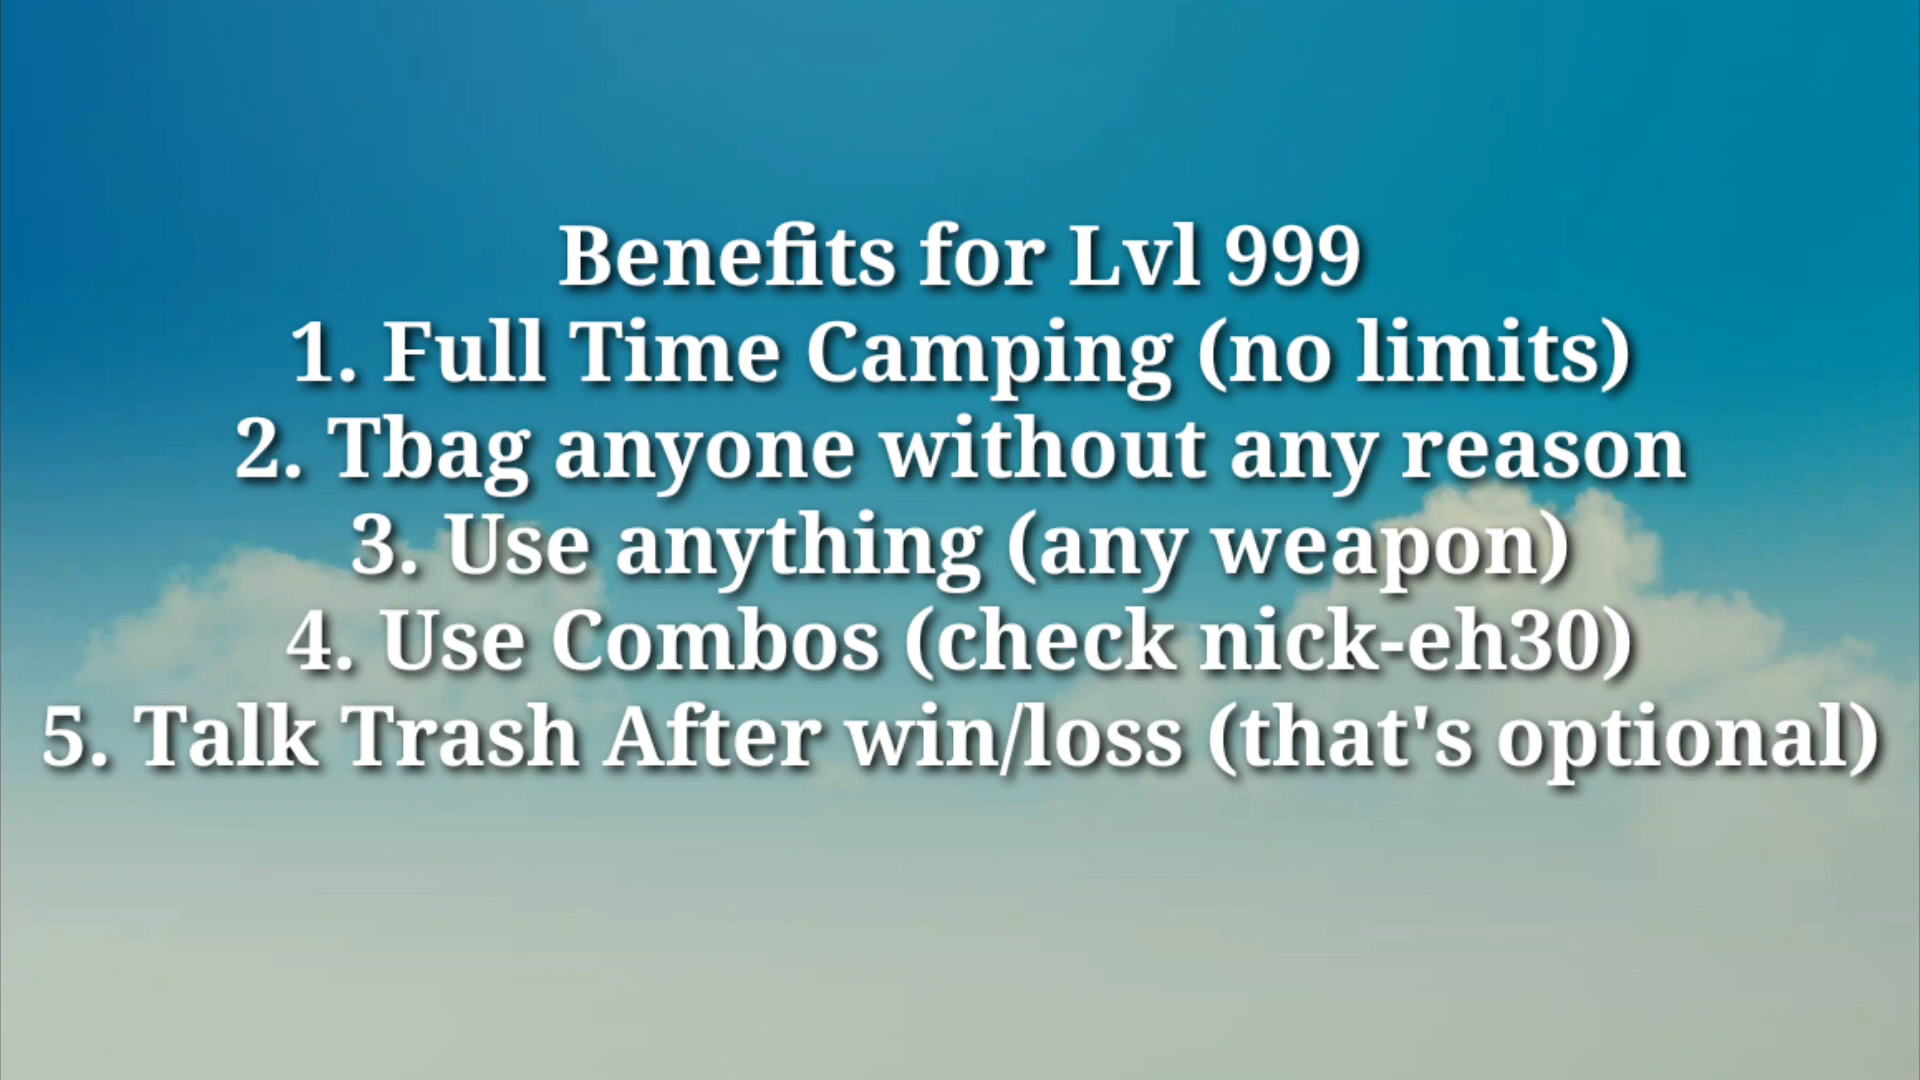 Benefits for Lvl 999
1. Full Time Camping (no limits)
2. Tbag anyone without any reason
3. Use anything (any weapon)
4. Use Combos (check nick-eh30)
5. Talk Trash After win/loss (that's optional)